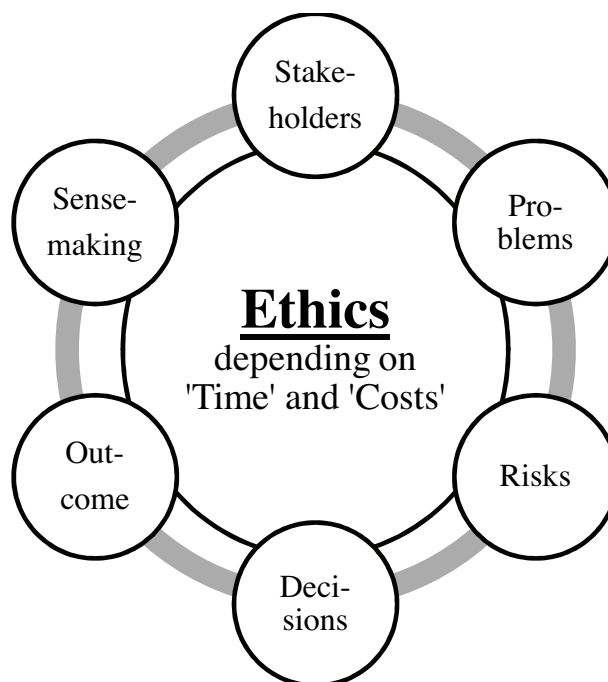 Stake-
holders
Sense-
making
Pro-
blems
Ethics
depending on
'Time' and 'Costs'
Out-
come
Risks
Deci-
sions